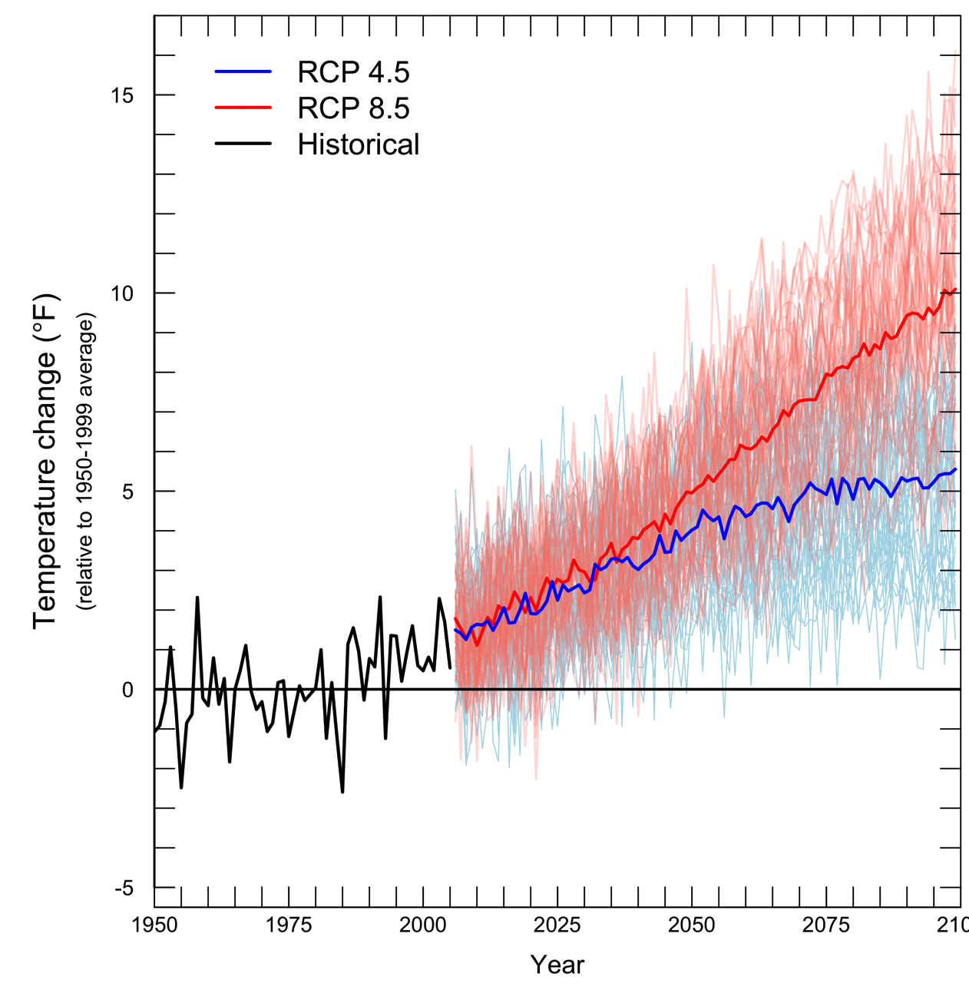 RCP 4.5
RCP 8.5
Historical
15
10
5
0
-5
Temperature change (°F)
(relative to 1950-1999 average)
1950 1975 2000 2025 2050 2075 210
Year